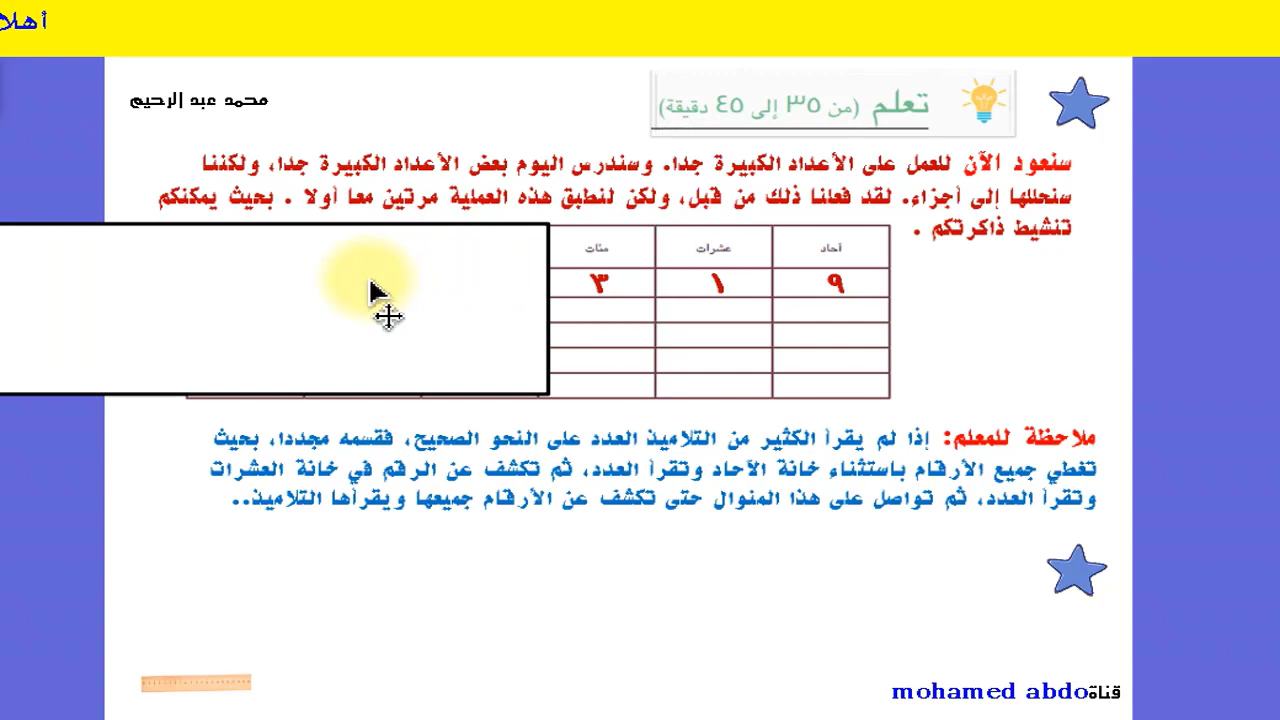 أهلا
محمد عبد الرحيم
تعلم (من ٣٥ إلى ٤٥ دقيقة)
سنعود الآن للعمل على الأعداد الكبيرة جدا. وسندرس اليوم بعض الأعداد الكبيرة جدا، ولكننا
سنحللها إلى أجزاء. لقد فعلنا ذلك من قبل، ولكن لنطبق هذه العملية مرتين معا أولا . بحيث يمكنكم
تنشيط ذاكرتكم .
آحاد عشرات مئات
٩ ١ ٣
ملاحظة للمعلم: إذا لم يقرأ الكثير من التلاميذ العدد على النحو الصحيح، فقسمه مجددا، بحيث
تغطي جميع الأرقام باستثناء خانة الآحاد وتقرأ العدد، ثم تكشف عن الرقم في خانة العشرات
وتقرأ العدد، ثم تواصل على هذا المنوال حتى تكشف عن الأرقام جميعها ويقرأها التلاميذ..
قناة mohamed abdo